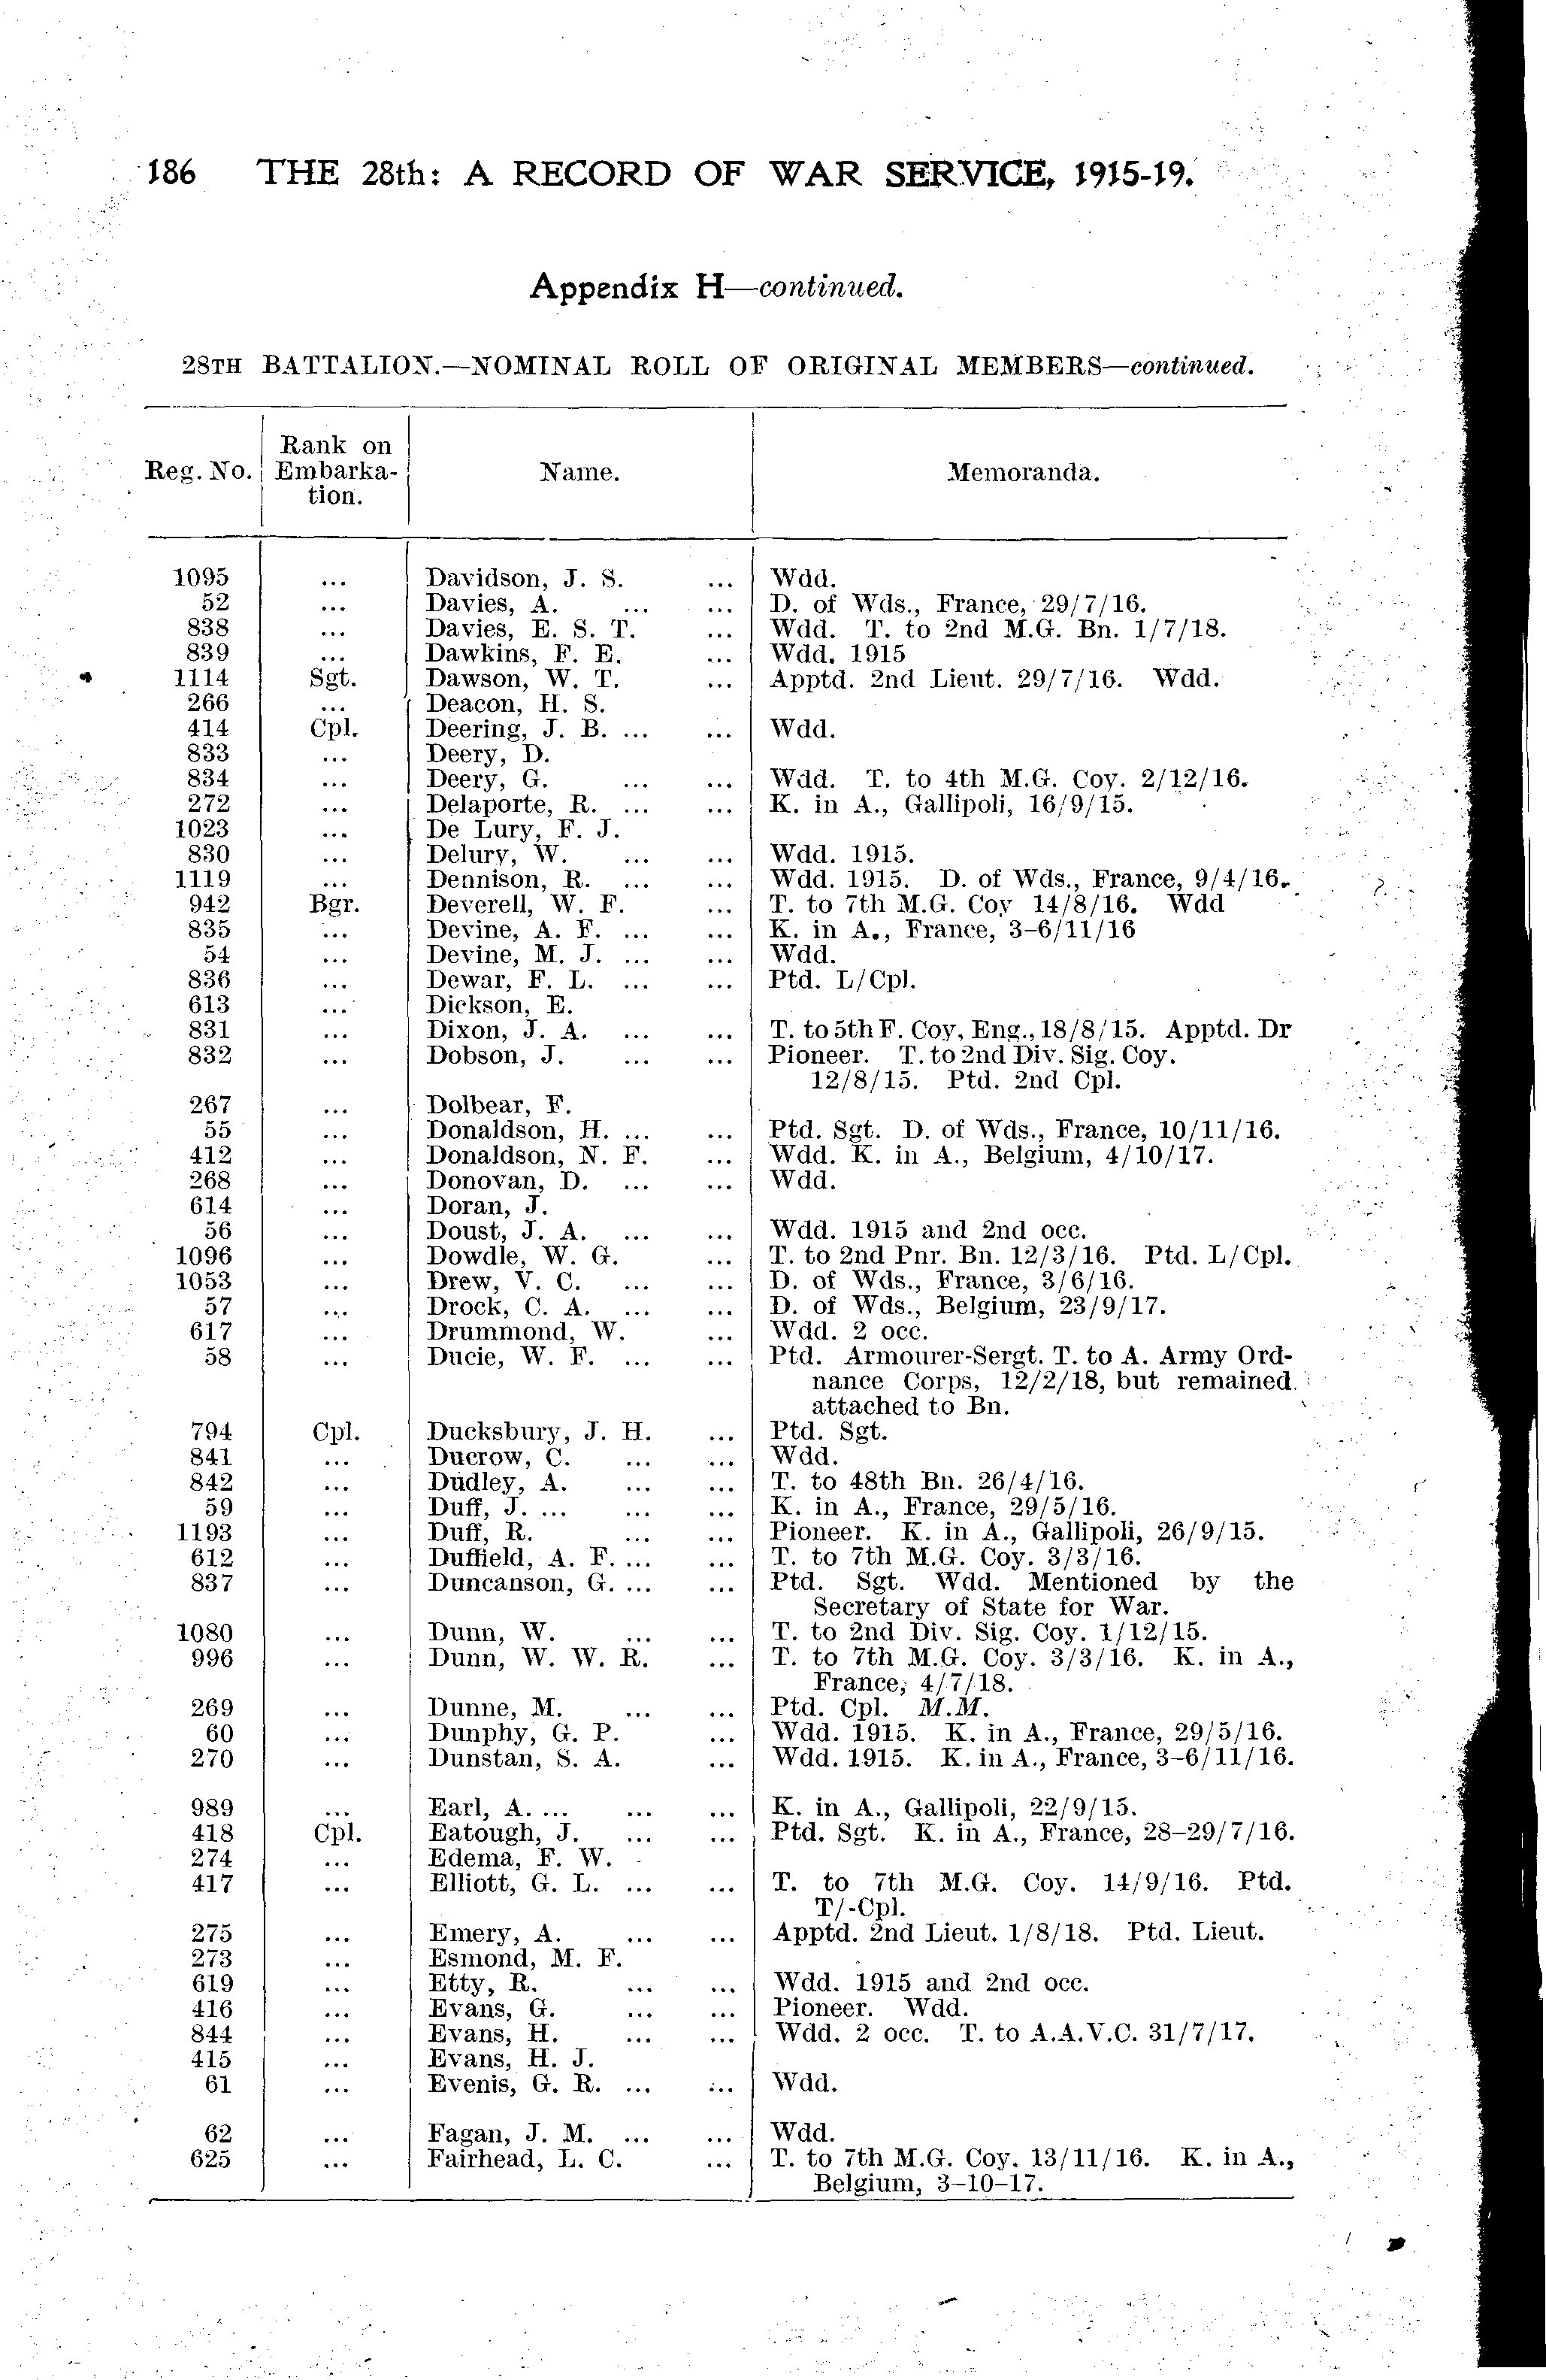 186 THE 28th: A RECORD OF WAR SERVICE, 1915-19.
Appendix H—continued.
28TH BATTALION.—NOMINAL ROLL OF ORIGINAL MEMBERS—continued.
Reg. No. Rank on Embarka- tion. Name. Memoranda.
1095 ... Davidson, J. S. ... Wdd.
52 ... Davies, A. ... ... D. of Wds., France, 29/7/16.
838 ... Davies, E. S. T. ... Wdd. T. to 2nd M.G. Bn. 1/7/18.
839 ... Dawkins, F. E. ... Wdd. 1915
1114 Sgt. Dawson, W. T. ... Apptd. 2nd Lieut. 29/7/16. Wdd.
266 ... Deacon, H. S.
414 Cpl. Deering, J. B. ... ... Wdd.
833 ... Deery, D.
834 ... Deery, G. ... ... Wdd. T. to 4th M.G. Coy. 2/12/16.
272 ... Delaporte, R. ... ... K. in A., Gallipoli, 16/9/15.
1023 ... De Lury, F. J.
830 ... Delury, W. ... ... Wdd. 1915.
1119 ... Dennison, R. ... ... Wdd. 1915. D. of Wds., France, 9/4/16.
942 Bgr. Deverell, W. F. ... T. to 7th M.G. Coy 14/8/16. Wdd
835 ... Devine, A. F. ... ... K. in A., France, 3-6/11/16
54 ... Devine, M. J. ... ... Wdd.
836 ... Dewar, F. L. ... ... Ptd. L/Cpl.
613 ... Dickson, E.
831 ... Dixon, J. A. ... ... T. to 5th F. Coy, Eng., 18/8/15. Apptd. Dr
832 ... Dobson, J. ... ... Pioneer. T. to 2nd Div. Sig. Coy.
12/8/15. Ptd. 2nd Cpl.
267 ... Dolbear, F.
55 ... Donaldson, H. ... ... Ptd. Sgt. D. of Wds., France, 10/11/16.
412 ... Donaldson, N. F. ... Wdd. K. in A., Belgium, 4/10/17.
268 ... Donovan, D. ... ... Wdd.
614 ... Doran, J.
56 ... Doust, J. A. ... ... Wdd. 1915 and 2nd occ.
1096 ... Dowdle, W. G. ... T. to 2nd Pnr. Bn. 12/3/16. Ptd. L/Cpl.
1053 ... Drew, V. C. ... ... D. of Wds., France, 3/6/16.
57 ... Drock, C. A. ... ... D. of Wds., Belgium, 23/9/17.
617 ... Drummond, W. ... Wdd. 2 occ.
58 ... Ducie, W. F. ... ... Ptd. Armourer-Sergt. T. to A. Army Ord-
nance Corps, 12/2/18, but remained
attached to Bn.
794 Cpl. Ducksbury, J. H. ... Ptd. Sgt.
841 ... Ducrow, C. ... ... Wdd.
842 ... Dudley, A. ... ... T. to 48th Bn. 26/4/16.
59 ... Duff, J. ... ... ... K. in A., France, 29/5/16.
1193 ... Duff, R. ... ... Pioneer. K. in A., Gallipoli, 26/9/15.
612 ... Duffield, A. F. ... ... T. to 7th M.G. Coy. 3/3/16.
837 ... Duncanson, G. ... ... Ptd. Sgt. Wdd. Mentioned by the
Secretary of State for War.
1080 ... Dunn, W. ... ... T. to 2nd Div. Sig. Coy. 1/12/15.
996 ... Dunn, W. W. R. ... T. to 7th M.G. Coy. 3/3/16. K. in A.,
France; 4/7/18.
269 ... Dunne, M. ... ... Ptd. Cpl. M.M.
60 ... Dunphy, G. P. ... Wdd. 1915. K. in A., France, 29/5/16.
270 ... Dunstan, S. A. ... Wdd. 1915. K. in A., France, 3-6/11/16.
989 ... Earl, A. ... ... ... K. in A., Gallipoli, 22/9/15.
418 Cpl. Eatough, J. ... ... Ptd. Sgt. K. in A., France, 28-29/7/16.
274 ... Edema, F. W.
417 ... Elliott, G. L. ... ... T. to 7th M.G. Coy. 14/9/16. Ptd.
T/-Cpl.
275 ... Emery, A. ... ... Apptd. 2nd Lieut. 1/8/18. Ptd. Lieut.
273 ... Esmond, M. F.
619 ... Etty, R. ... ... Wdd. 1915 and 2nd occ.
416 ... Evans, G. ... ... Pioneer. Wdd.
844 ... Evans, H. ... ... Wdd. 2 occ. T. to A.A.V.C. 31/7/17.
415 ... Evans, H. J.
61 ... Evenis, G. R. ... ... Wdd.
62 ... Fagan, J. M. ... ... Wdd.
625 ... Fairhead, L. C. ... T. to 7th M.G. Coy. 13/11/16. K. in A.,
Belgium, 3-10-17.